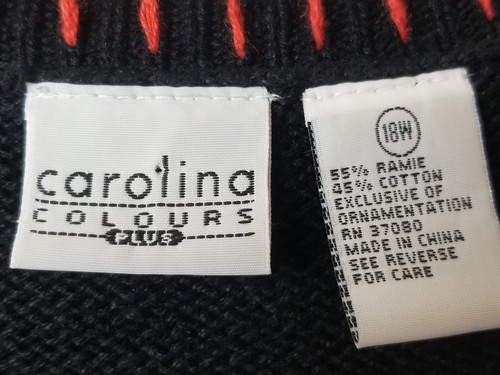 carolina
COLOURS
PLUS
18W
55% RAMIE
45% COTTON
EXCLUSIVE OF
ORNAMENTATION
RN 37080
MADE IN CHINA
SEE REVERSE
FOR CARE